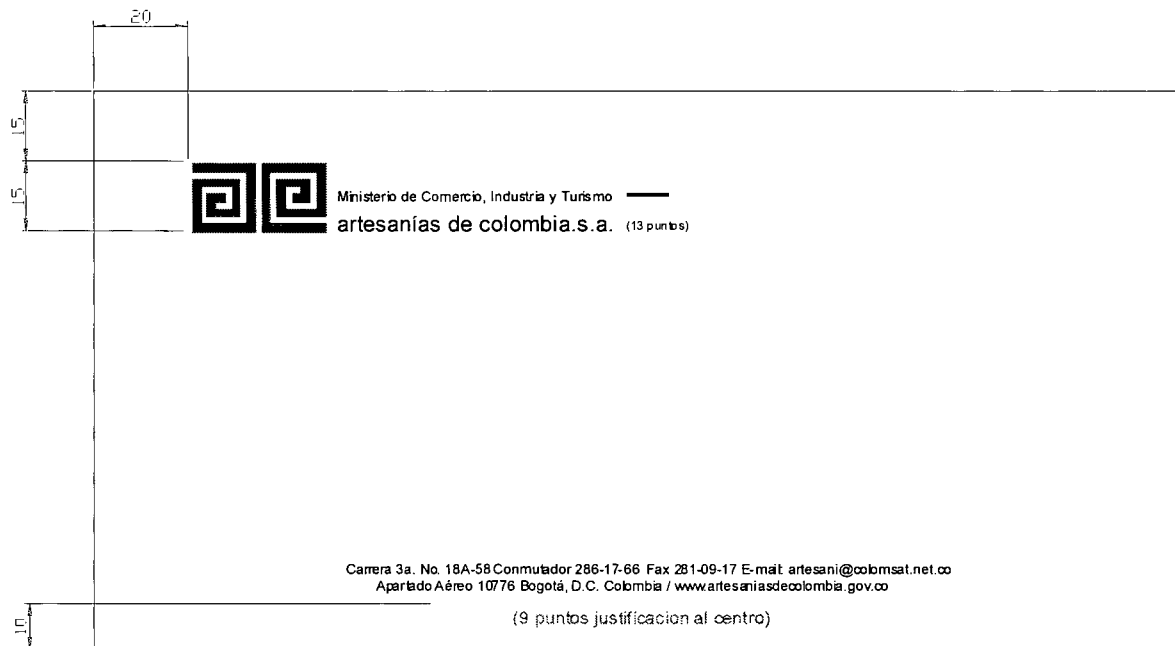 20
15
15
Ministerio de Comercio, Industria y Turismo
artesanías de colombia.s.a. (13 puntos)
Carrera 3a. No. 18A-58 Conmutador 286-17-66 Fax 281-09-17 E-mail: artesani@colomsat.net.co
Apartado Aéreo 10776 Bogotá, D.C. Colombia / www.artesaniasdecolombia.gov.co
10
(9 puntos justificacion al centro)